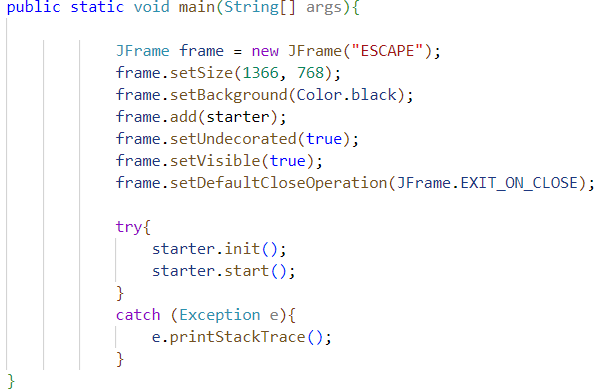 public static void main(String[] args){
JFrame frame = new JFrame("ESCAPE");
frame.setSize(1366, 768);
frame.setBackground(Color.black);
frame.add(starter);
frame.setUndecorated(true);
frame.setVisible(true);
frame.setDefaultCloseOperation(JFrame.EXIT_ON_CLOSE);
try{
starter.init();
starter.start();
}
catch (Exception e){
e.printStackTrace();
}
}